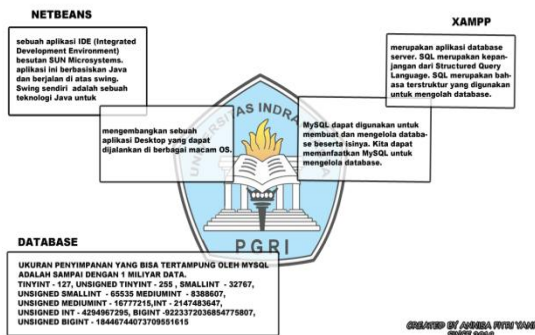 NETBEANS
sebuah aplikasi IDE (Integrated
Development Environment)
besutan SUN Microsystems.
aplikasi ini berbasiskan Java
dan berjalan di atas swing.
Swing sendiri adalah sebuah
teknologi Java untuk
mengembangkan sebuah
aplikasi Desktop yang dapat
dijalankan di berbagai macam OS.
XAMPP
merupakan aplikasi database
server. SQL merupakan kepan-
jangan dari Structured Query
Language. SQL merupakan bah-
asa terstruktur yang digunakan
untuk mengolah database.
MySQL dapat digunakan untuk
membuat dan mengelola databa-
se beserta isinya. Kita dapat
memanfaatkan MySQL untuk
mengelola database.
UNIVERSITAS INDRA
PGRI
DATABASE
UKURAN PENYIMPANAN YANG BISA TERTAMPUNG OLEH MYSQL
ADALAH SAMPAI DENGAN 1 MILIYAR DATA.
TINYINT - 127, UNSIGNED TINYINT - 255 , SMALLINT - 32767,
UNSIGNED SMALLINT - 65535 MEDIUMINT - 8388607,
UNSIGNED MEDIUMINT - 16777215,INT - 2147483647,
UNSIGNED INT - 4294967295, BIGINT -9223372036854775807,
UNSIGNED BIGINT - 18446744073709551615
CREATED BY ANNISA FITRI YANI